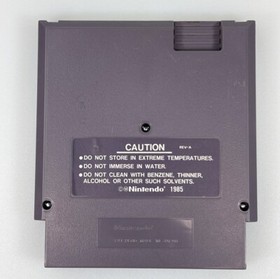 CAUTION
REV-A
●DO NOT STORE IN EXTREME TEMPERATURES.
●DO NOT IMMERSE IN WATER.
●DO NOT CLEAN WITH BENZENE, THINNER,
ALCOHOL OR OTHER SUCH SOLVENTS.
©®Nintendo® 1985